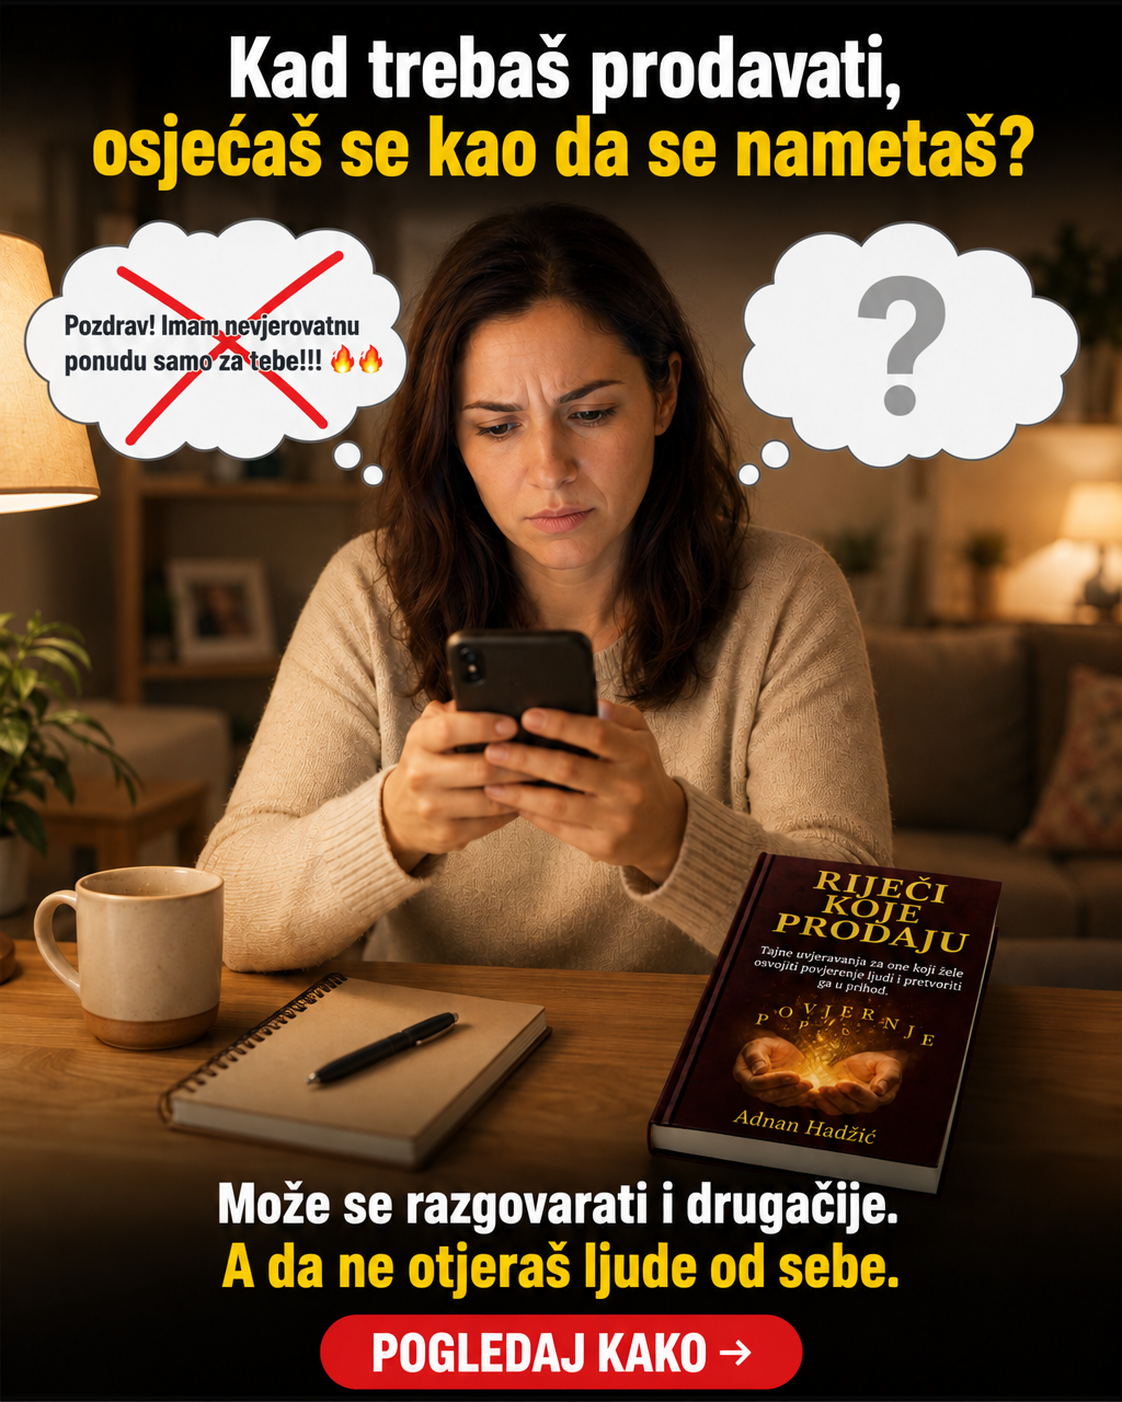 Kad trebaš prodavati,
osjećaš se kao da se namećaš?
Pozdrav! Imam nevjerovatnu
ponudu samo za tebe!!! 🔥🔥
?
RIJEČI
KOJE
PRODAJU
Tajne uvjeravanja za one koji žele
osvojiti povjerenje ljudi i pretvoriti
ga u prihod.
POVJERNJE
Adnan Hadžić
Može se razgovarati i drugačije.
A da ne otjeraš ljude od sebe.
POGLEDAJ KAKO →